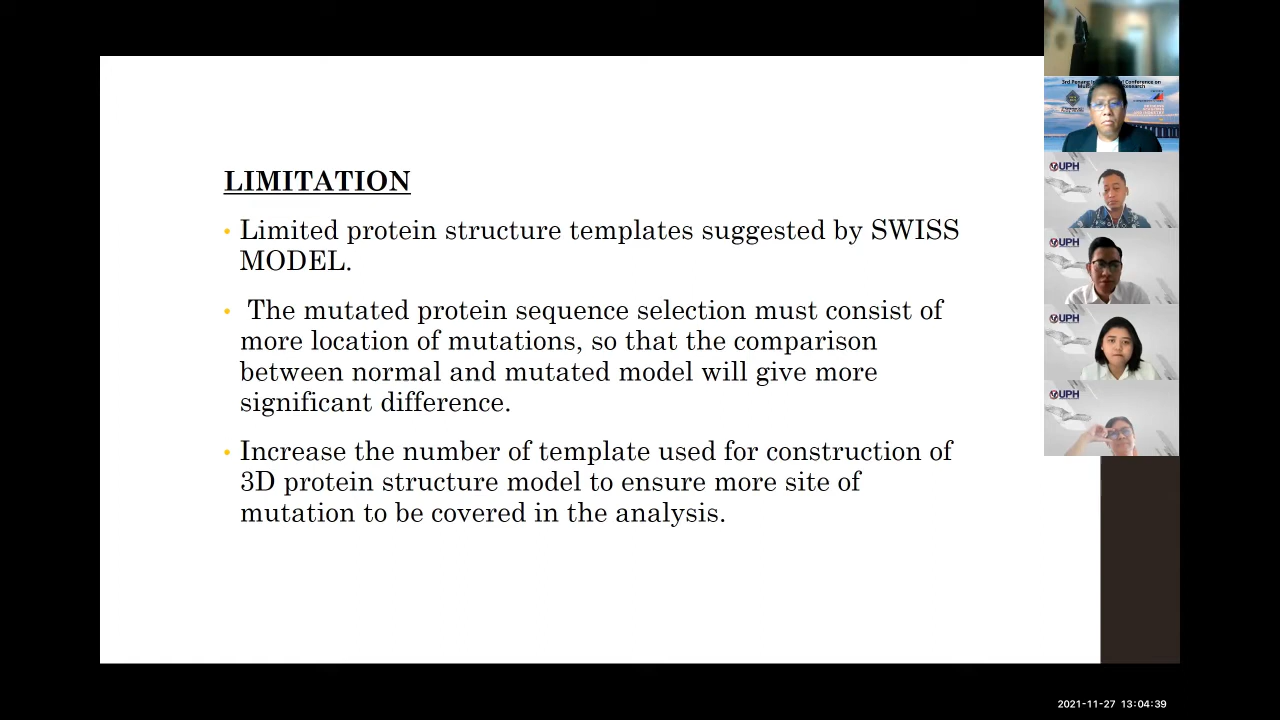 LIMITATION
• Limited protein structure templates suggested by SWISS
MODEL.
• The mutated protein sequence selection must consist of
more location of mutations, so that the comparison
between normal and mutated model will give more
significant difference.
• Increase the number of template used for construction of
3D protein structure model to ensure more site of
mutation to be covered in the analysis.
3rd Penang Conference on
Research
UPH
UPH
UPH
UPH
2021-11-27 13:04:39